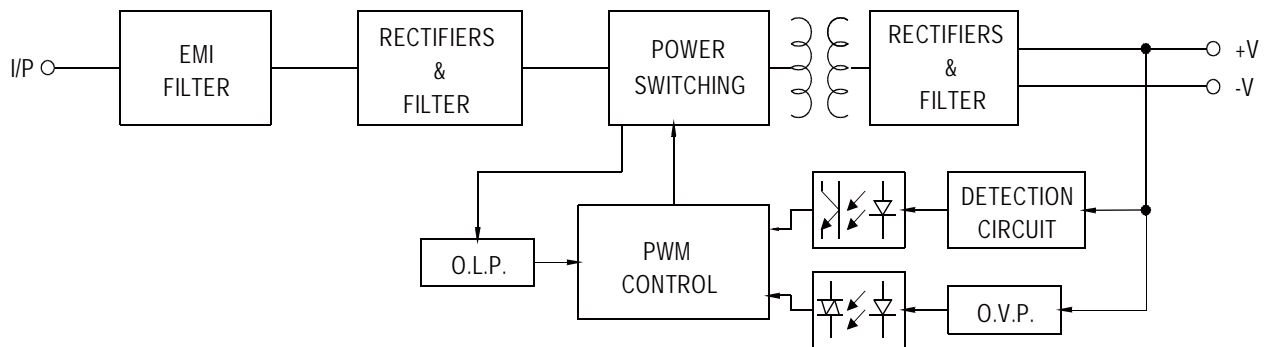 I/P
EMI
FILTER
RECTIFIERS
&
FILTER
POWER
SWITCHING
RECTIFIERS
&
FILTER
+V
-V
O.L.P.
PWM
CONTROL
DETECTION
CIRCUIT
O.V.P.